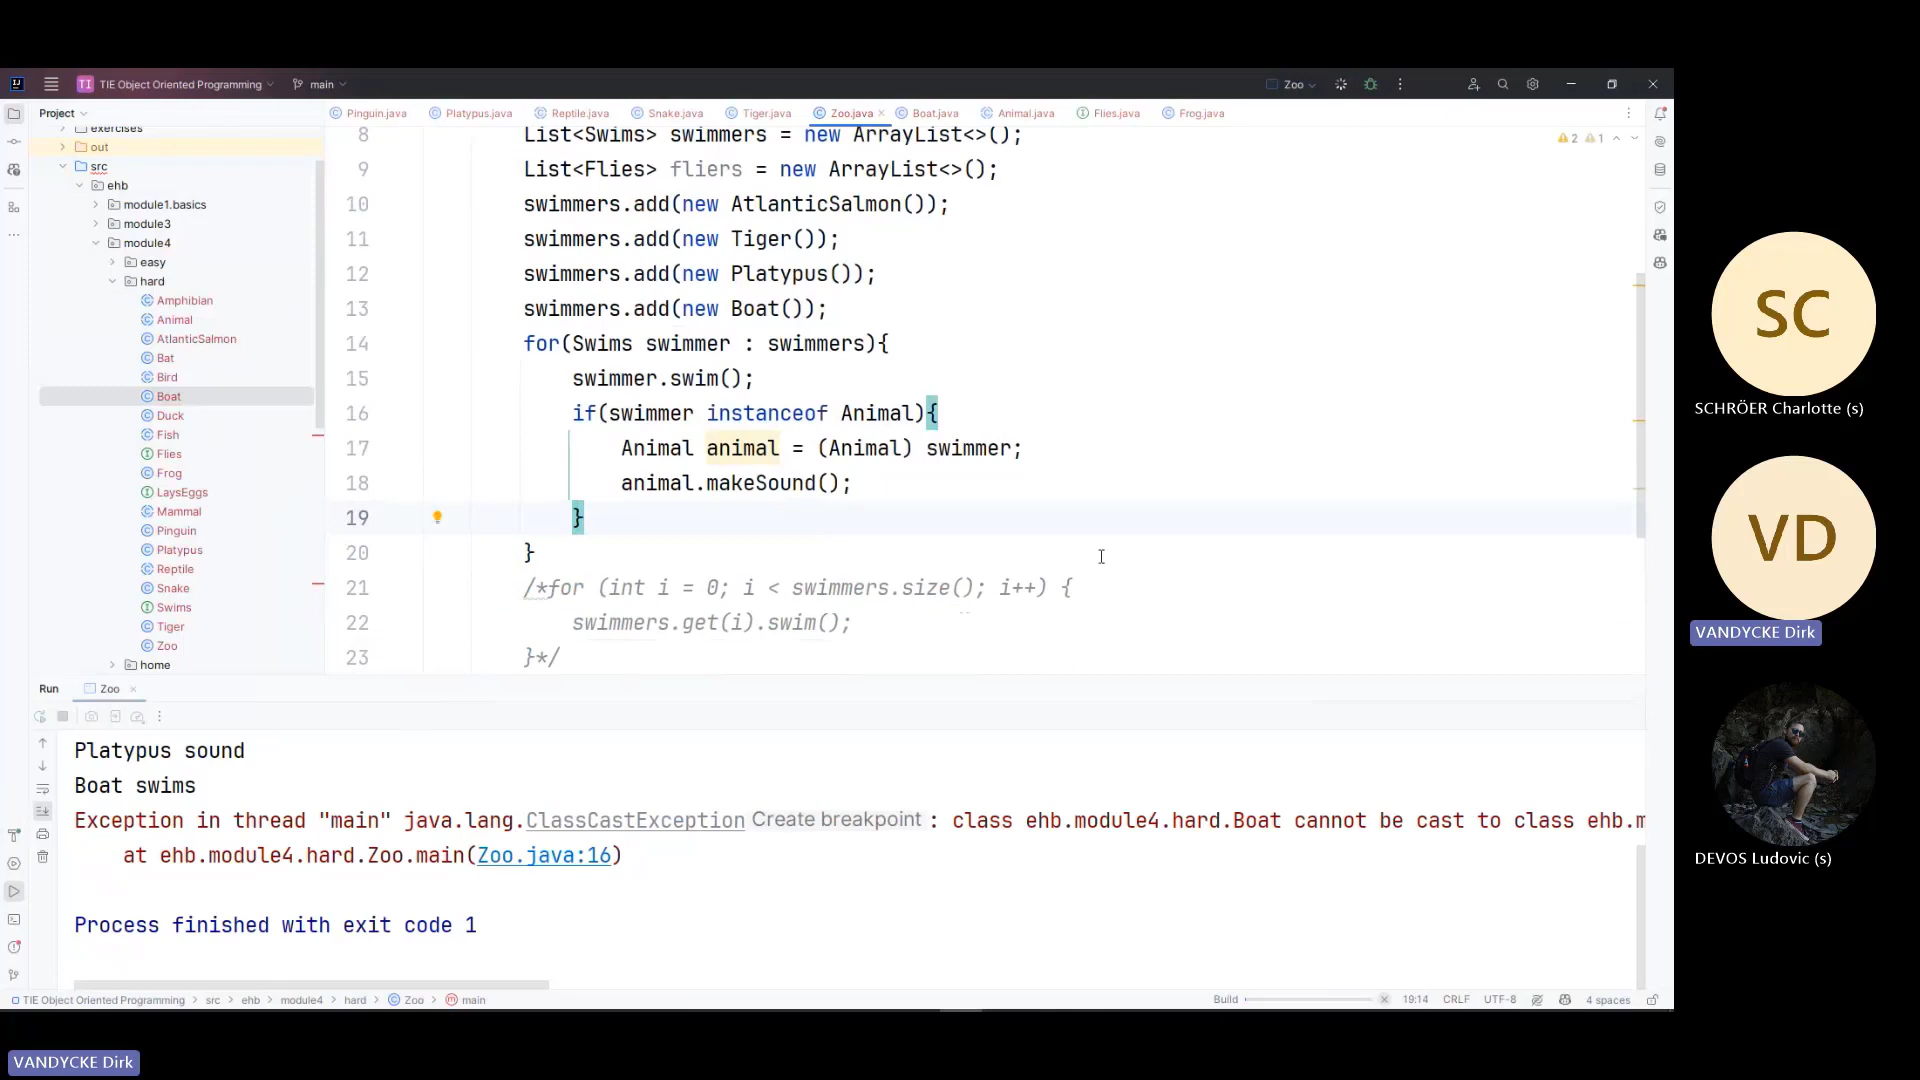 TI TIE Object Oriented Programming main Zoo
Project Pinguin.java Platypus.java Reptile.java Snake.java Tiger.java Zoo.java Boat.java Animal.java Flies.java Frog.java
exercises
out
src
ehb
module1.basics
module3
module4
easy
hard
Amphibian
Animal
AtlanticSalmon
Bat
Bird
Boat
Duck
Fish
Flies
Frog
LaysEggs
Mammal
Pinguin
Platypus
Reptile
Snake
Swims
Tiger
Zoo
home
2 1
8 List<Swims> swimmers = new ArrayList<>();
9 List<Flies> fliers = new ArrayList<>();
10 swimmers.add(new AtlanticSalmon());
11 swimmers.add(new Tiger());
12 swimmers.add(new Platypus());
13 swimmers.add(new Boat());
14 for(Swims swimmer : swimmers){
15 swimmer.swim();
16 if(swimmer instanceof Animal){
17 Animal animal = (Animal) swimmer;
18 animal.makeSound();
19 }
20 }
21 /*for (int i = 0; i < swimmers.size(); i++) {
22 swimmers.get(i).swim();
23 }*/
Run Zoo
Platypus sound
Boat swims
Exception in thread "main" java.lang.ClassCastException Create breakpoint : class ehb.module4.hard.Boat cannot be cast to class ehb.m
at ehb.module4.hard.Zoo.main(Zoo.java:16)
Process finished with exit code 1
TIE Object Oriented Programming > src > ehb > module4 > hard > Zoo > main Build 19:14 CRLF UTF-8 4 spaces
SC
SCHRÖER Charlotte (s)
VD
VANDYCKE Dirk
DEVOS Ludovic (s)
VANDYCKE Dirk